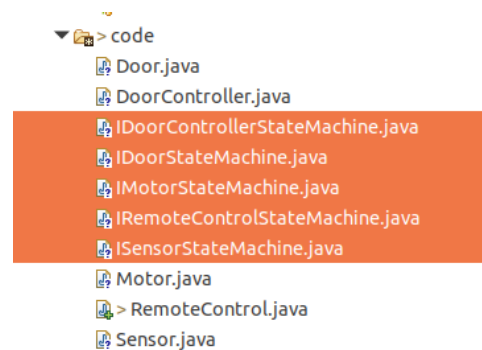 > code
Door.java
DoorController.java
IDoorControllerStateMachine.java
IDoorStateMachine.java
IMotorStateMachine.java
IRemoteControlStateMachine.java
ISensorStateMachine.java
Motor.java
> RemoteControl.java
Sensor.java